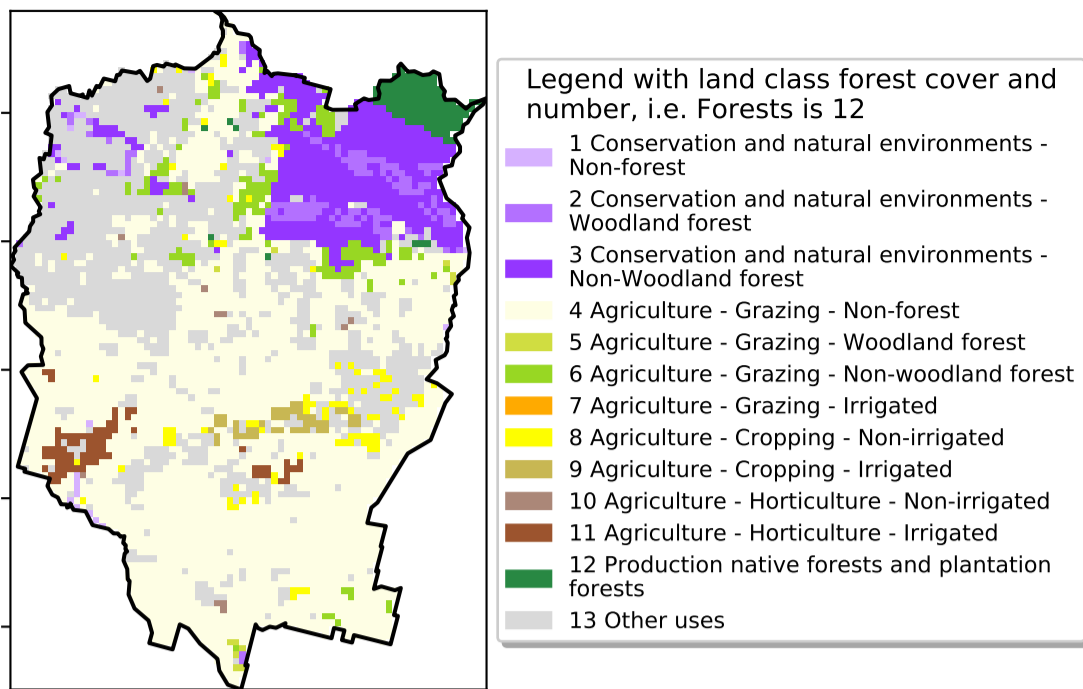 Legend with land class forest cover and
number, i.e. Forests is 12
1 Conservation and natural environments -
Non-forest
2 Conservation and natural environments -
Woodland forest
3 Conservation and natural environments -
Non-Woodland forest
4 Agriculture - Grazing - Non-forest
5 Agriculture - Grazing - Woodland forest
6 Agriculture - Grazing - Non-woodland forest
7 Agriculture - Grazing - Irrigated
8 Agriculture - Cropping - Non-irrigated
9 Agriculture - Cropping - Irrigated
10 Agriculture - Horticulture - Non-irrigated
11 Agriculture - Horticulture - Irrigated
12 Production native forests and plantation
forests
13 Other uses